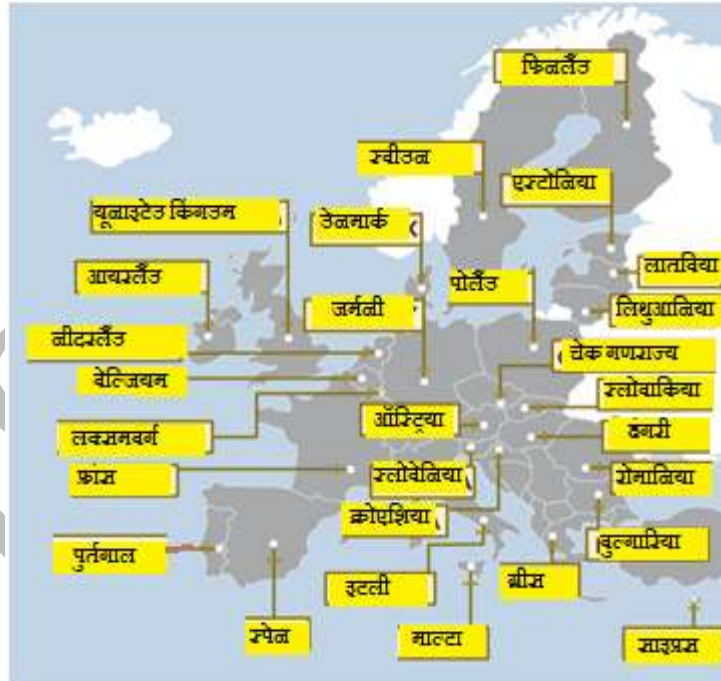 फिनलैंड
स्वीडन
एस्टोनिया
यूनाइटेड किंगडम
डेनमार्क
लातविया
आयरलैंड
पोलैंड
जर्मनी
लिथुआनिया
नीदरलैंड
चेक गणराज्य
बेल्जियम
स्लोवाकिया
ऑस्ट्रिया
लक्समबर्ग
हंगरी
फ्रांस
स्लोवेनिया
रोमानिया
क्रोएशिया
बुल्गारिया
पुर्तगाल
इटली
ग्रीस
स्पेन
माल्टा
साइप्रस